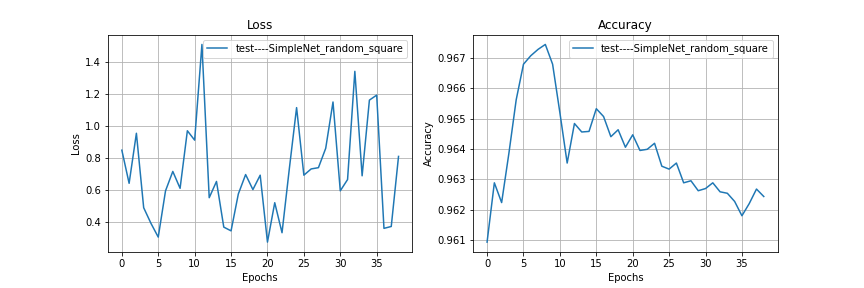 Loss
test----SimpleNet_random_square
1.4
1.2
1.0
0.8
0.6
0.4
Loss
0 5 10 15 20 25 30 35
Epochs
Accuracy
test----SimpleNet_random_square
0.967
0.966
0.965
0.964
0.963
0.962
0.961
Accuracy
0 5 10 15 20 25 30 35
Epochs